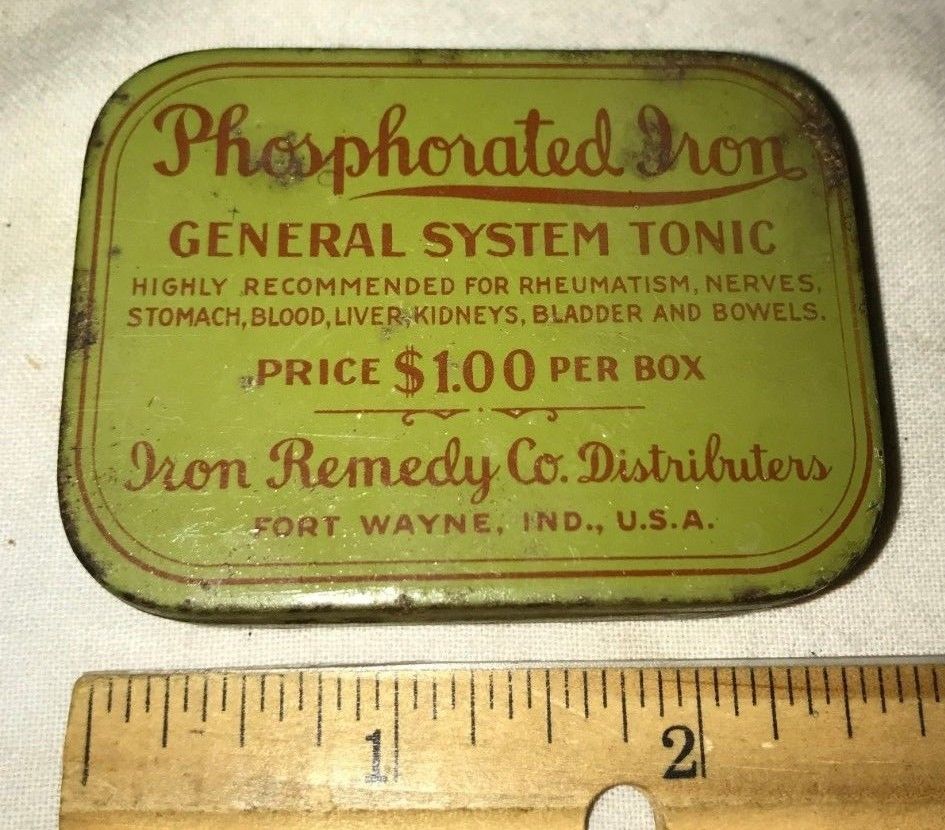 Phosphorated Iron
GENERAL SYSTEM TONIC
HIGHLY RECOMMENDED FOR RHEUMATISM, NERVES,
STOMACH, BLOOD, LIVER, KIDNEYS, BLADDER AND BOWELS.
PRICE $1.00 PER BOX
Iron Remedy Co. Distributers
FORT WAYNE, IND., U.S.A.
1 2